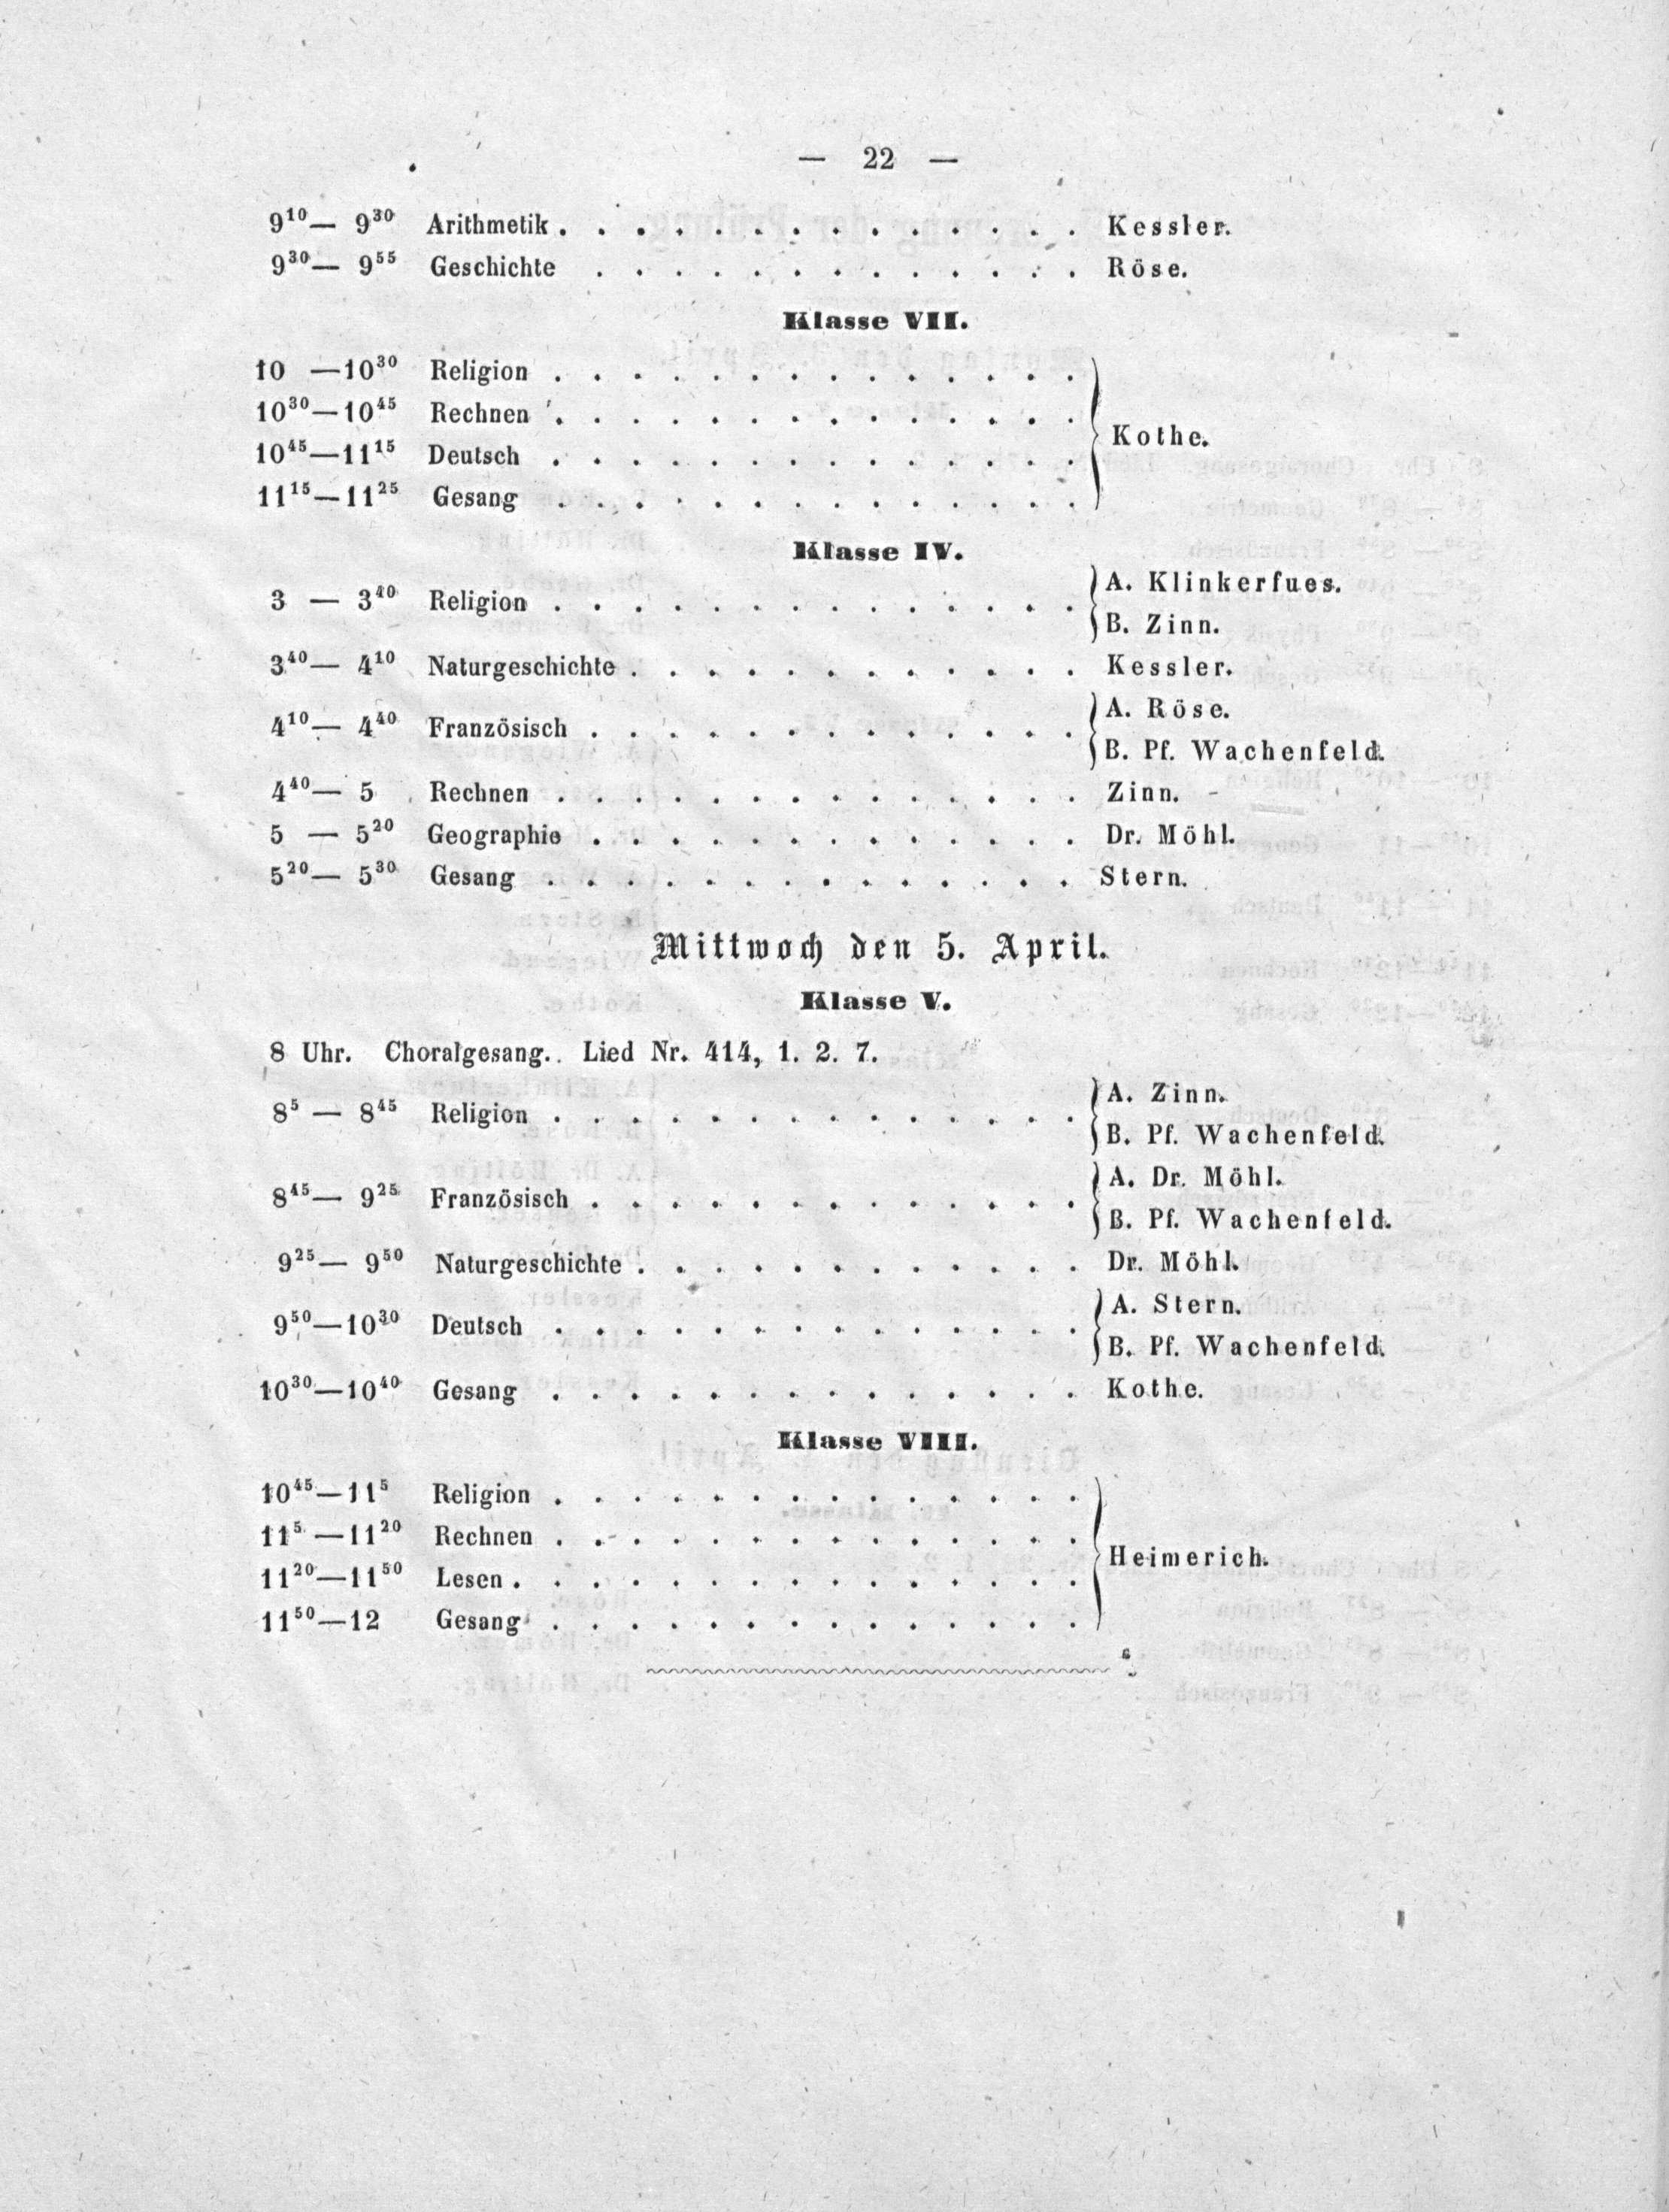 — 22 —
9¹⁰— 9³⁰ Arithmetik . . . . . . . . . . . . . . Kessler.
9³⁰— 9⁵⁵ Geschichte . . . . . . . . . . . . . Röse.
Klasse VII.
10 —10³⁰ Religion . . . . . . . . . . . . . .
10³⁰—10⁴⁵ Rechnen . . . . . . . . . . . . . .
Kothe.
10⁴⁵—11¹⁵ Deutsch . . . . . . . . . . . . . .
11¹⁵—11²⁵ Gesang . . . . . . . . . . . . . .
Klasse IV.
A. Klinkerfues.
3 — 3⁴⁰ Religion . . . . . . . . . . . . . .
B. Zinn.
3⁴⁰— 4¹⁰ Naturgeschichte . . . . . . . . . . . . Kessler.
A. Röse.
4¹⁰— 4⁴⁰ Französisch . . . . . . . . . . . . .
B. Pf. Wachenfeld.
4⁴⁰— 5 Rechnen . . . . . . . . . . . . . . Zinn.
5 — 5²⁰ Geographie . . . . . . . . . . . . . Dr. Möhl.
5²⁰— 5³⁰ Gesang . . . . . . . . . . . . . . Stern.
Mittwoch den 5. April.
Klasse V.
8 Uhr. Choralgesang. Lied Nr. 414, 1. 2. 7.
A. Zinn.
8⁵ — 8⁴⁵ Religion . . . . . . . . . . . . . .
B. Pf. Wachenfeld.
A. Dr. Möhl.
8⁴⁵— 9²⁵ Französisch . . . . . . . . . . . . .
B. Pf. Wachenfeld.
9²⁵— 9⁵⁰ Naturgeschichte . . . . . . . . . . . . Dr. Möhl.
A. Stern.
9⁵⁰—10³⁰ Deutsch . . . . . . . . . . . . . .
B. Pf. Wachenfeld.
10³⁰—10⁴⁰ Gesang . . . . . . . . . . . . . . Kothe.
Klasse VIII.
10⁴⁵—11⁵ Religion . . . . . . . . . . . . . .
11⁵ —11²⁰ Rechnen . . . . . . . . . . . . . .
Heimerich.
11²⁰—11⁵⁰ Lesen . . . . . . . . . . . . . . .
11⁵⁰—12 Gesang . . . . . . . . . . . . . .